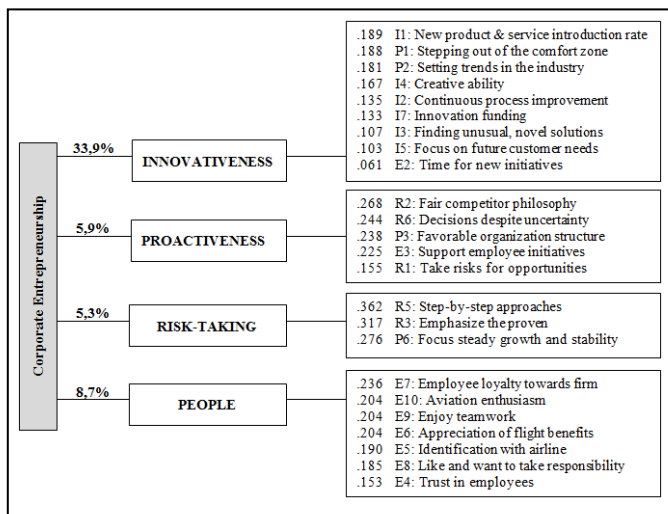 Corporate Entrepreneurship
33,9%
INNOVATIVENESS
.189 I1: New product & service introduction rate
.188 P1: Stepping out of the comfort zone
.181 P2: Setting trends in the industry
.167 I4: Creative ability
.135 I2: Continuous process improvement
.133 I7: Innovation funding
.107 I3: Finding unusual, novel solutions
.103 I5: Focus on future customer needs
.061 E2: Time for new initiatives
5,9%
PROACTIVENESS
.268 R2: Fair competitor philosophy
.244 R6: Decisions despite uncertainty
.238 P3: Favorable organization structure
.225 E3: Support employee initiatives
.155 R1: Take risks for opportunities
5,3%
RISK-TAKING
.362 R5: Step-by-step approaches
.317 R3: Emphasize the proven
.276 P6: Focus steady growth and stability
8,7%
PEOPLE
.236 E7: Employee loyalty towards firm
.204 E10: Aviation enthusiasm
.204 E9: Enjoy teamwork
.204 E6: Appreciation of flight benefits
.190 E5: Identification with airline
.185 E8: Like and want to take responsibility
.153 E4: Trust in employees